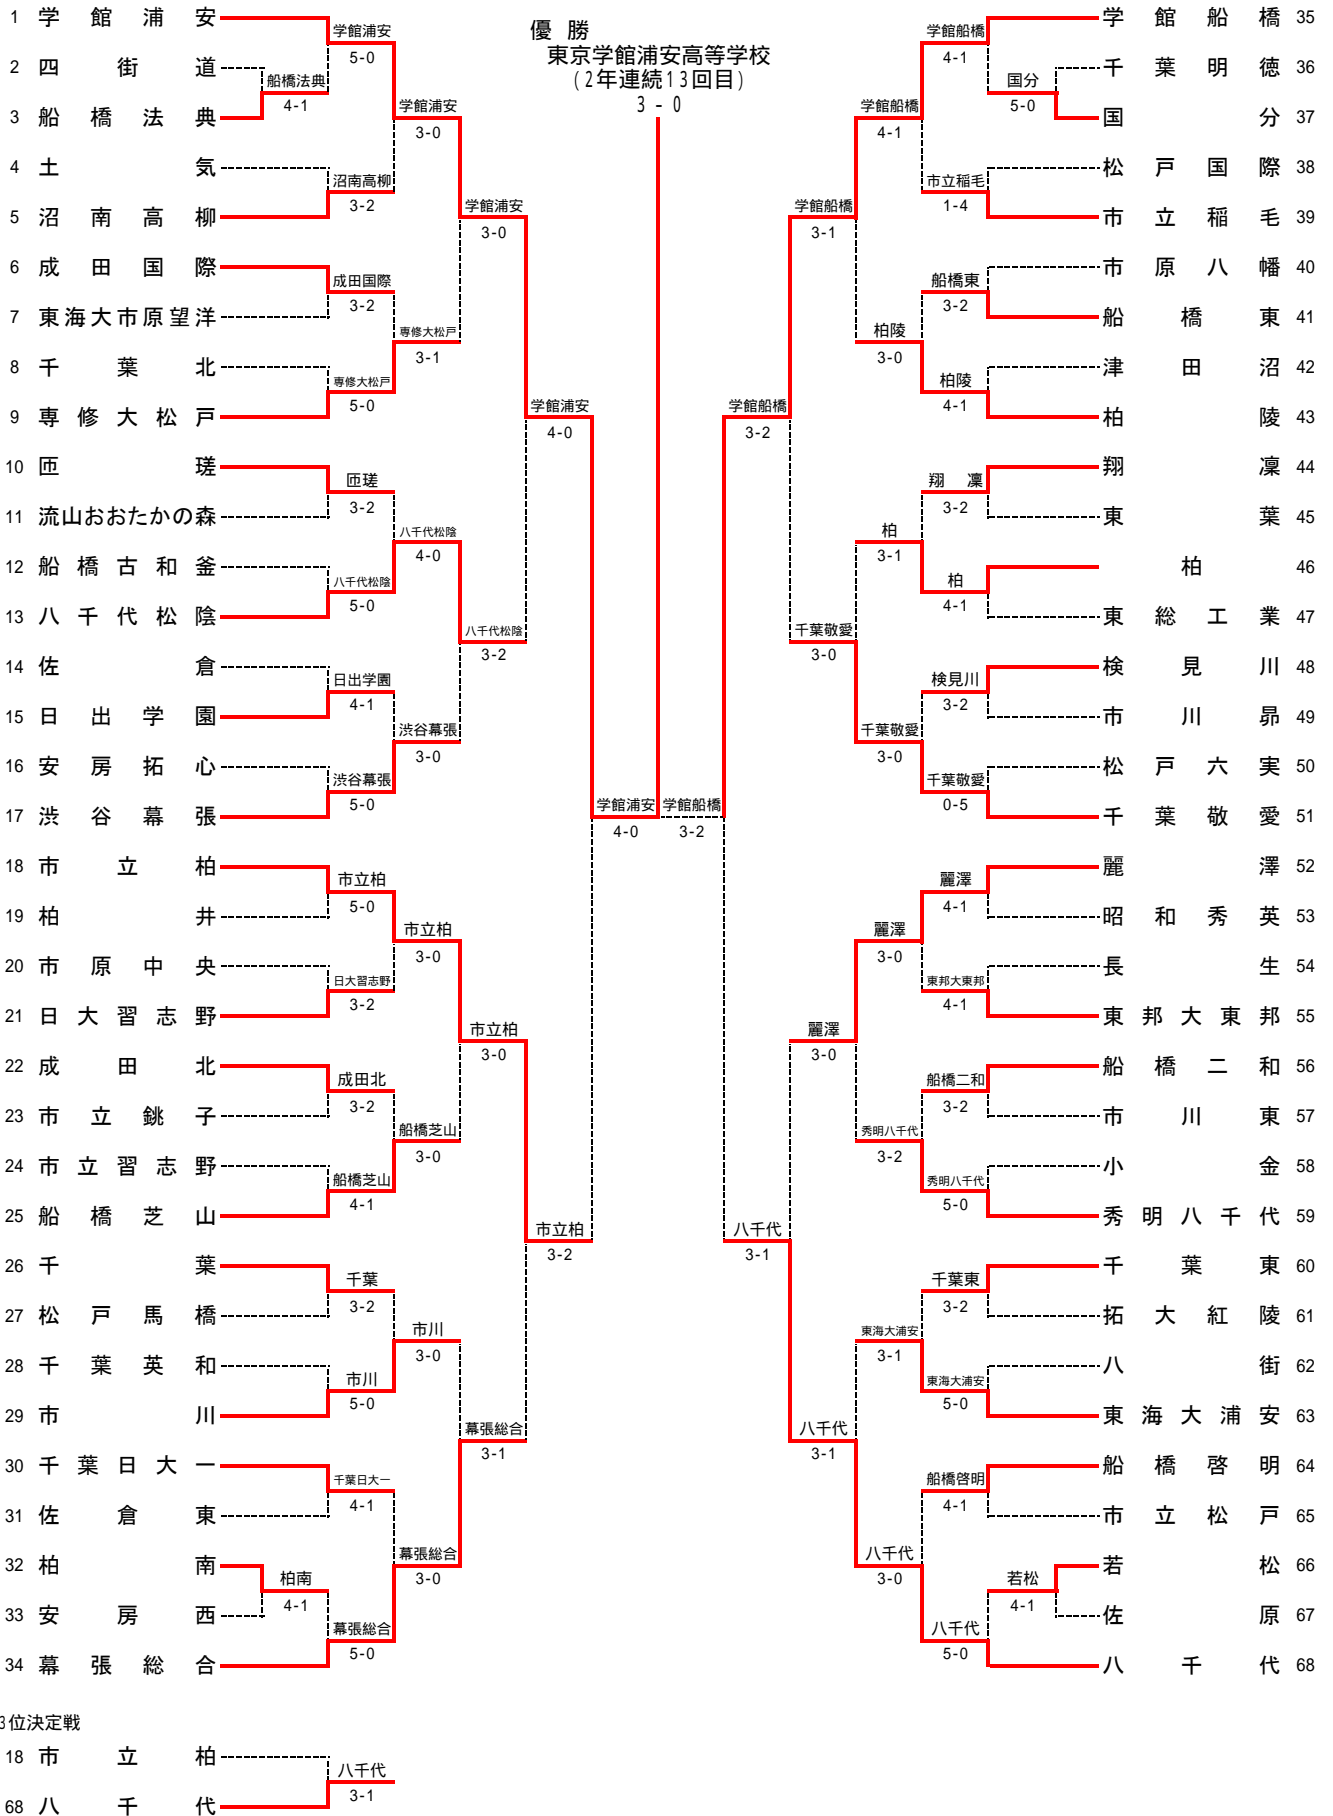 優勝
東京学館浦安高等学校
(2年連続13回目)
3-0
1 学館浦安
2 四街道
3 船橋法典
4 土気
5 沼南高柳
6 成田国際
7 東海大市原望洋
8 千葉北
9 専修大松戸
10 匝瑳
11 流山おおたかの森
12 船橋古和釜
13 八千代松陰
14 佐倉
15 日出学園
16 安房拓心
17 渋谷幕張
18 市立柏
19 柏井
20 市原中央
21 日大習志野
22 成田北
23 市立銚子
24 市立習志野
25 船橋芝山
26 千葉
27 松戸馬橋
28 千葉英和
29 市川
30 千葉日大一
31 佐倉東
32 柏南
33 安房西
34 幕張総合
船橋法典
4-1
柏南
4-1
学館浦安
5-0
沼南高柳
3-2
成田国際
3-2
専修大松戸
5-0
匝瑳
3-2
八千代松陰
5-0
日出学園
4-1
渋谷幕張
5-0
市立柏
5-0
日大習志野
3-2
成田北
3-2
船橋芝山
4-1
千葉
3-2
市川
5-0
千葉日大一
4-1
幕張総合
5-0
学館浦安
3-0
専修大松戸
3-1
八千代松陰
4-0
渋谷幕張
3-0
市立柏
3-0
船橋芝山
3-0
市川
3-0
幕張総合
3-0
学館浦安
3-0
八千代松陰
3-2
市立柏
3-0
幕張総合
3-1
学館浦安
4-0
市立柏
3-2
学館浦安
4-0
学館船橋
3-2
学館船橋
3-2
八千代
3-1
学館船橋
3-1
千葉敬愛
3-0
麗澤
3-0
八千代
3-1
学館船橋
4-1
柏陵
3-0
柏
3-1
千葉敬愛
3-0
麗澤
3-0
秀明八千代
3-2
東海大浦安
3-1
八千代
3-0
学館船橋
4-1
市立稲毛
1-4
船橋東
3-2
柏陵
4-1
翔凜
3-2
柏
4-1
検見川
3-2
千葉敬愛
0-5
麗澤
4-1
東邦大東邦
4-1
船橋二和
3-2
秀明八千代
5-0
千葉東
3-2
東海大浦安
5-0
船橋啓明
4-1
八千代
5-0
国分
5-0
若松
4-1
学館船橋 35
千葉明徳 36
国分 37
松戸国際 38
市立稲毛 39
市原八幡 40
船橋東 41
津田沼 42
柏陵 43
翔凜 44
東葉 45
柏 46
東総工業 47
検見川 48
市川昴 49
松戸六実 50
千葉敬愛 51
麗澤 52
昭和秀英 53
長生 54
東邦大東邦 55
船橋二和 56
市川東 57
小金 58
秀明八千代 59
千葉東 60
拓大紅陵 61
八街 62
東海大浦安 63
船橋啓明 64
市立松戸 65
若松 66
佐原 67
八千代 68
3位決定戦
18 市立柏
八千代
3-1
68 八千代